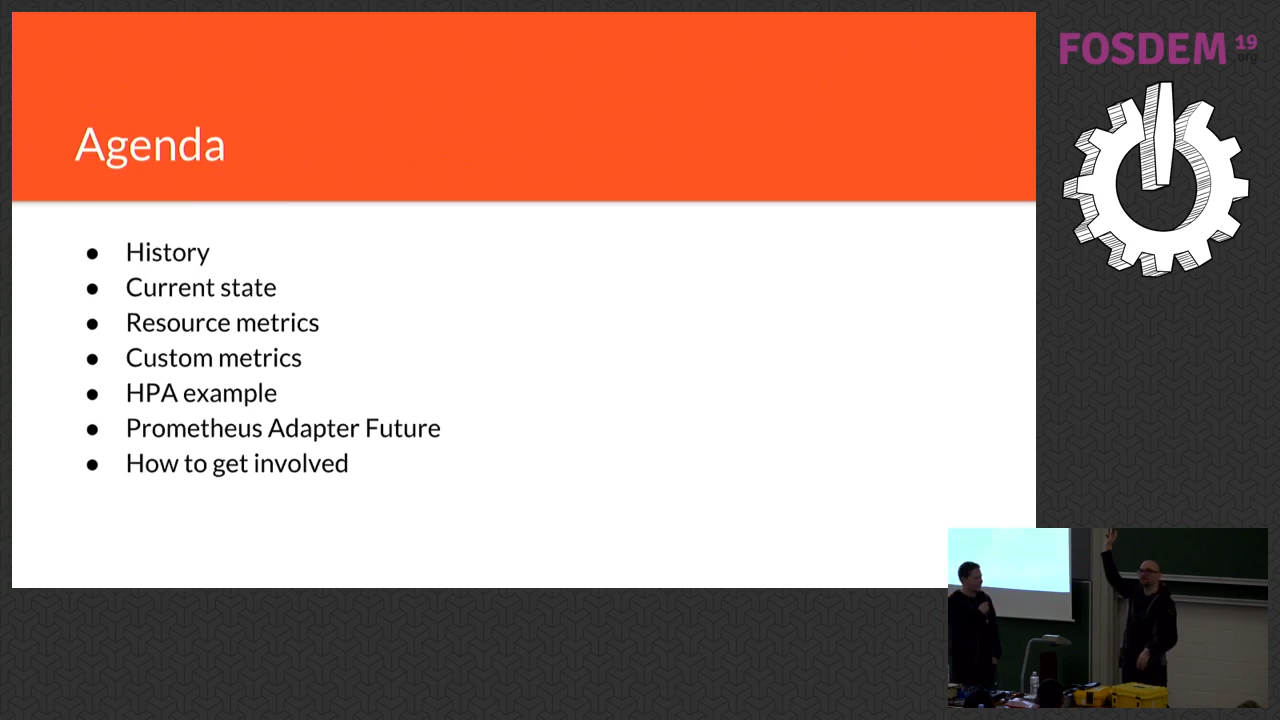 FOSDEM 19
.org
Agenda
● History
● Current state
● Resource metrics
● Custom metrics
● HPA example
● Prometheus Adapter Future
● How to get involved